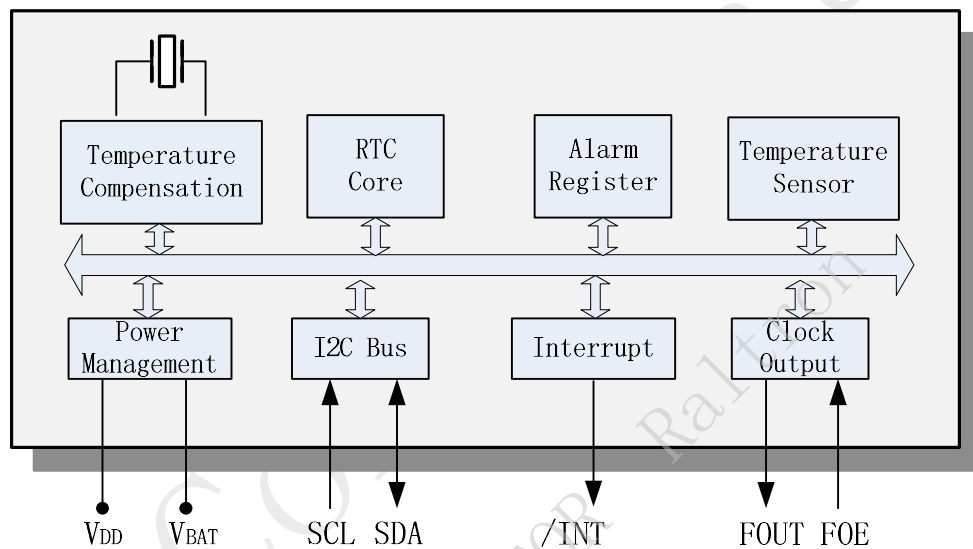 Temperature
Compensation
RTC
Core
Alarm
Register
Temperature
Sensor
Power
Management
I2C Bus
Interrupt
Clock
Output
VDD
VBAT
SCL SDA
/INT
FOUT FOE
Raltron